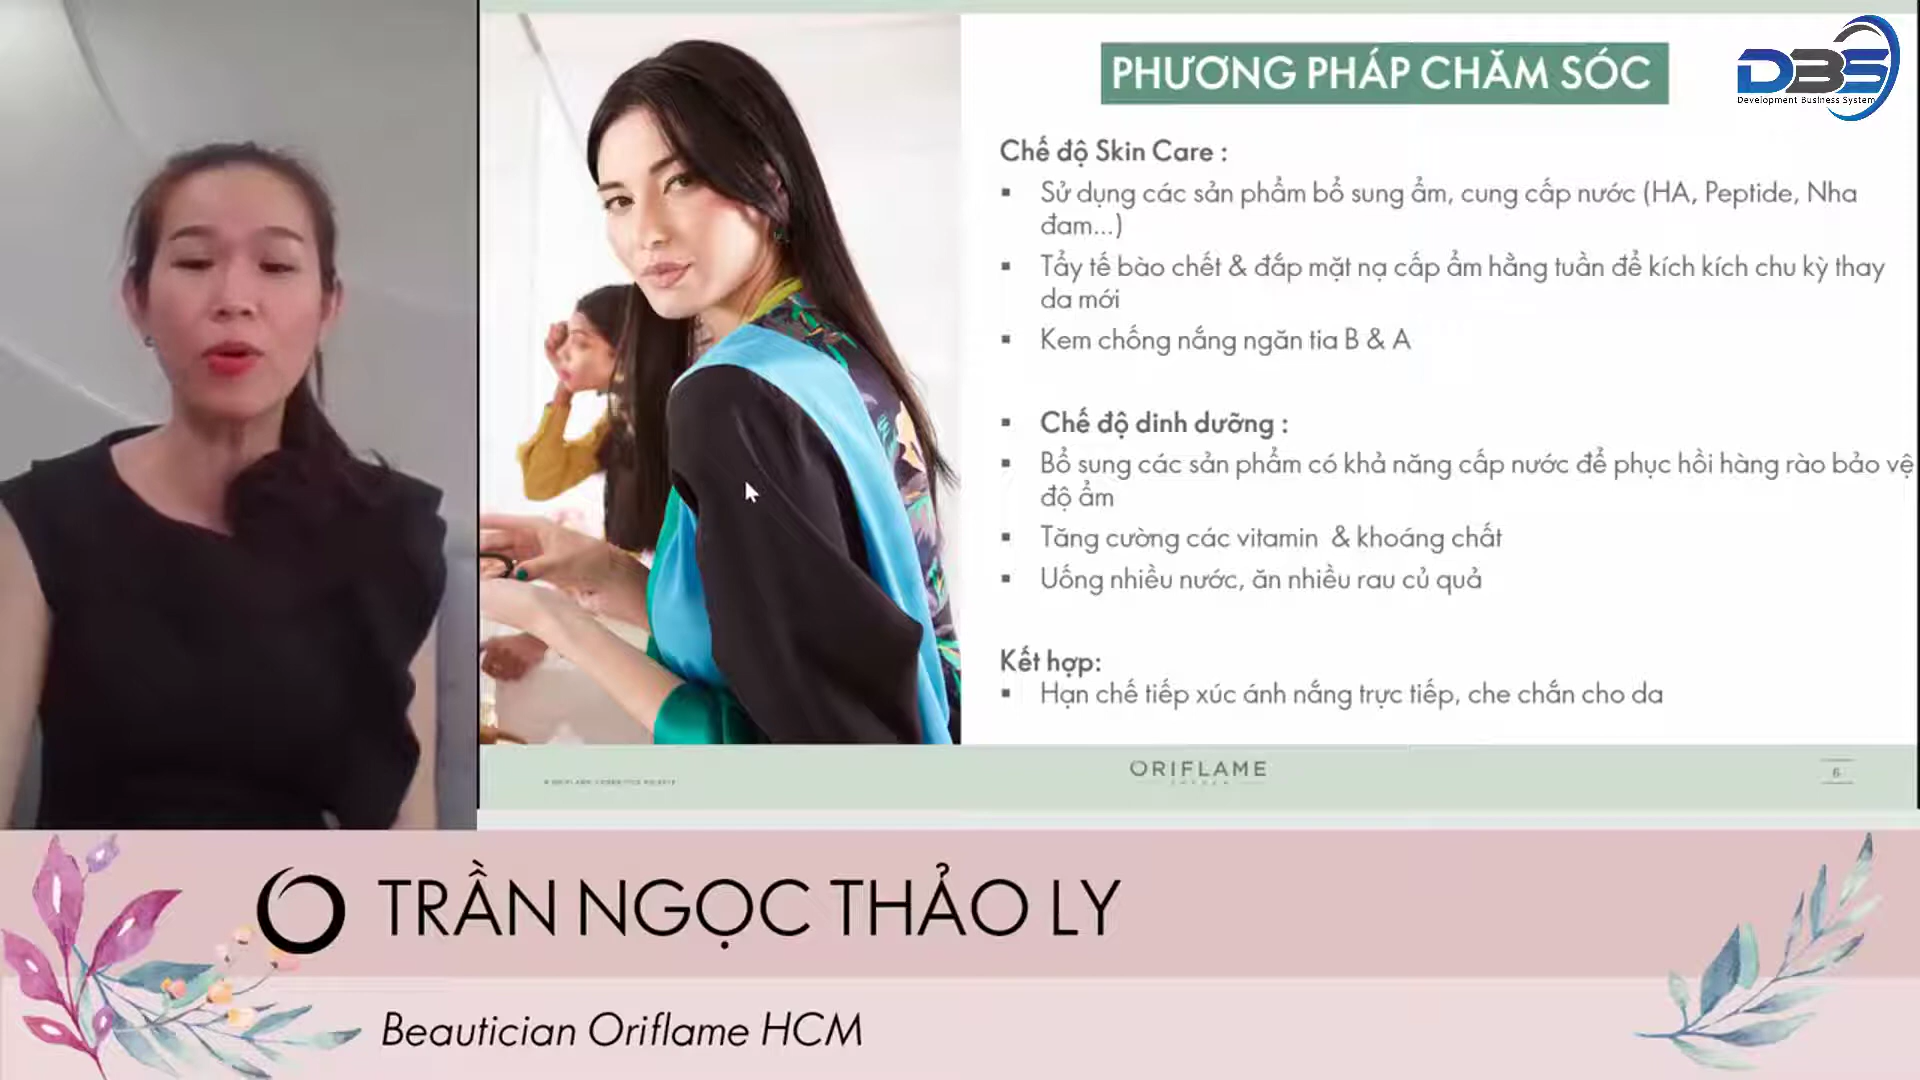 PHƯƠNG PHÁP CHĂM SÓC
DBS
Development Business System
Chế độ Skin Care :
▪ Sử dụng các sản phẩm bổ sung ẩm, cung cấp nước (HA, Peptide, Nha
đam...)
▪ Tẩy tế bào chết & đắp mặt nạ cấp ẩm hằng tuần để kích kích chu kỳ thay
da mới
▪ Kem chống nắng ngăn tia B & A
▪ Chế độ dinh dưỡng :
▪ Bổ sung các sản phẩm có khả năng cấp nước để phục hồi hàng rào bảo vệ
độ ẩm
▪ Tăng cường các vitamin & khoáng chất
▪ Uống nhiều nước, ăn nhiều rau củ quả
Kết hợp:
▪ Hạn chế tiếp xúc ánh nắng trực tiếp, che chắn cho da
ORIFLAME
6
TRẦN NGỌC THẢO LY
Beautician Oriflame HCM